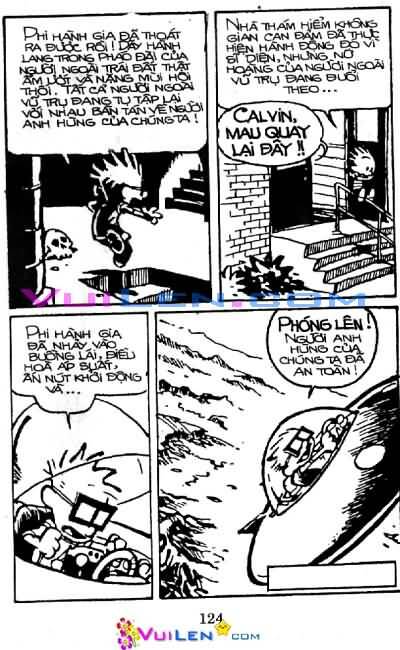 PHI HÀNH GIA ĐÃ THOÁT
RA ĐƯỢC RỒI! DÃY HÀNH
LANG TRONG PHÁO ĐÀI CỦA
NGƯỜI NGOÀI TRÁI ĐẤT THẬT
ẨM ƯỚT VÀ NẶNG MÙI HÔI
THỐI. TẤT CẢ NGƯỜI NGOÀI
VŨ TRỤ ĐANG TỤ TẬP LẠI
VỚI NHAU BÀN TÁN VỀ NGƯỜI
ANH HÙNG CỦA CHÚNG TA!
NHÀ THÁM HIỂM KHÔNG
GIAN CAN ĐẢM ĐÃ THỰC
HIỆN HÀNH ĐỘNG ĐÓ VÌ
SĨ DIỆN, NHƯNG NỮ
HOÀNG CỦA NGƯỜI NGOÀI
VŨ TRỤ ĐANG ĐUỔI
THEO...
CALVIN,
MAU QUAY
LẠI ĐÂY!!
VUILEN.COM
PHI HÀNH GIA
ĐÃ NHẢY VÀO
BUỒNG LÁI, ĐIỀU
HOÀ ÁP SUẤT,
ẤN NÚT KHỞI ĐỘNG
VÀ...
PHÓNG LÊN!
NGƯỜI ANH
HÙNG CỦA
CHÚNG TA ĐÃ
AN TOÀN!
124
VUILEN.COM